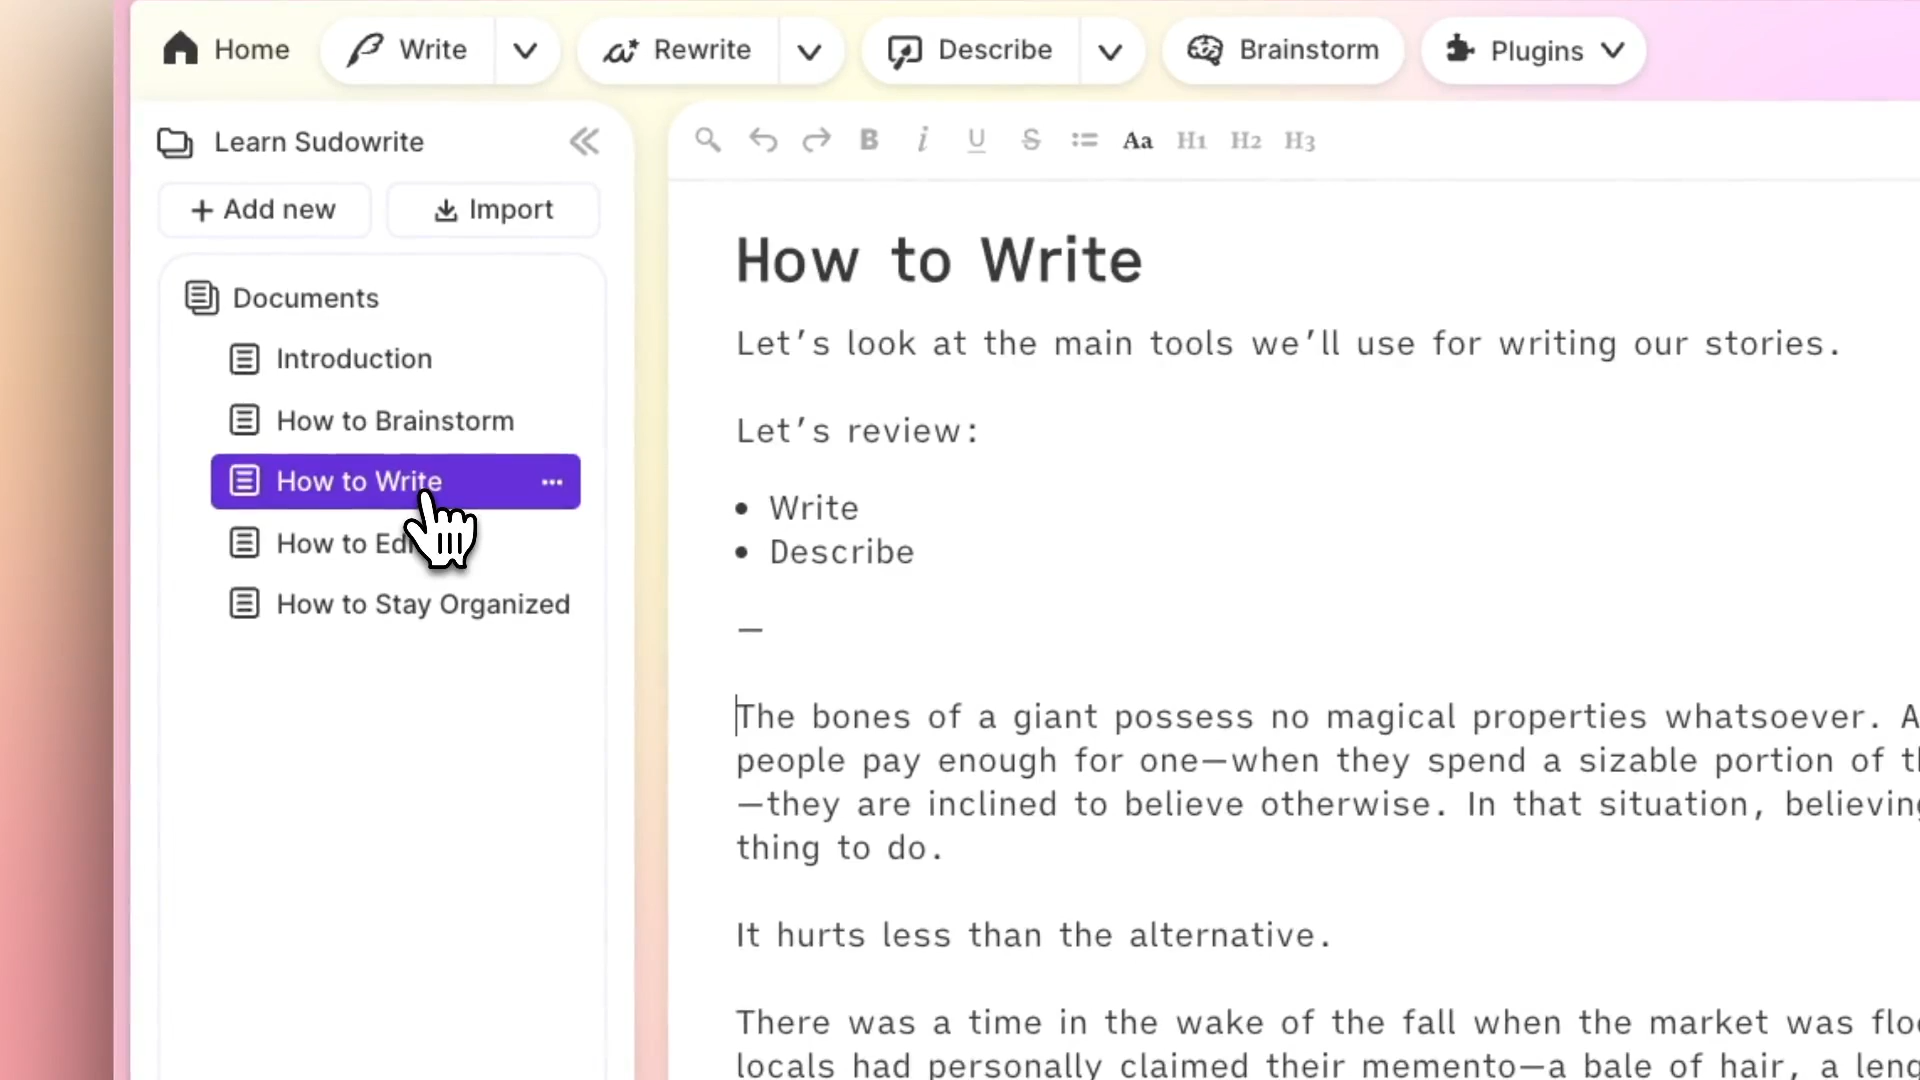 Home
Write
Rewrite
Describe
Brainstorm
Plugins
Learn Sudowrite
+ Add new
Import
Documents
Introduction
How to Brainstorm
How to Write
How to
How to Stay Organized
B i U S Aa H1 H2 H3
How to Write
Let’s look at the main tools we’ll use for writing our stories.
Let’s review:
• Write
• Describe
—
The bones of a giant possess no magical properties whatsoever.
people pay enough for one—when they spend a sizable portion of
—they are inclined to believe otherwise. In that situation, believing
thing to do.
It hurts less than the alternative.
There was a time in the wake of the fall when the market was
locals had personally claimed their memento—a bale of hair, a